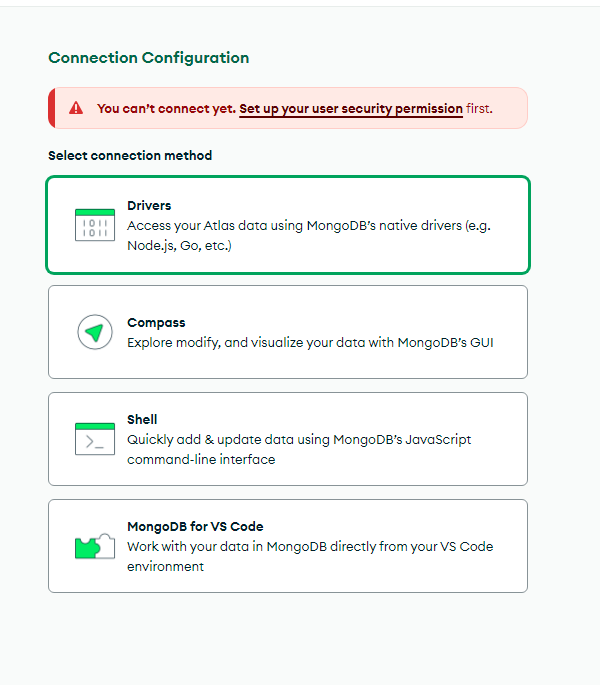 Connection Configuration
You can't connect yet. Set up your user security permission first.
Select connection method
Drivers
Access your Atlas data using MongoDB's native drivers (e.g.
Node.js, Go, etc.)
1011
1011
Compass
Explore modify, and visualize your data with MongoDB's GUI
Shell
Quickly add & update data using MongoDB's JavaScript
command-line interface
MongoDB for VS Code
Work with your data in MongoDB directly from your VS Code
environment